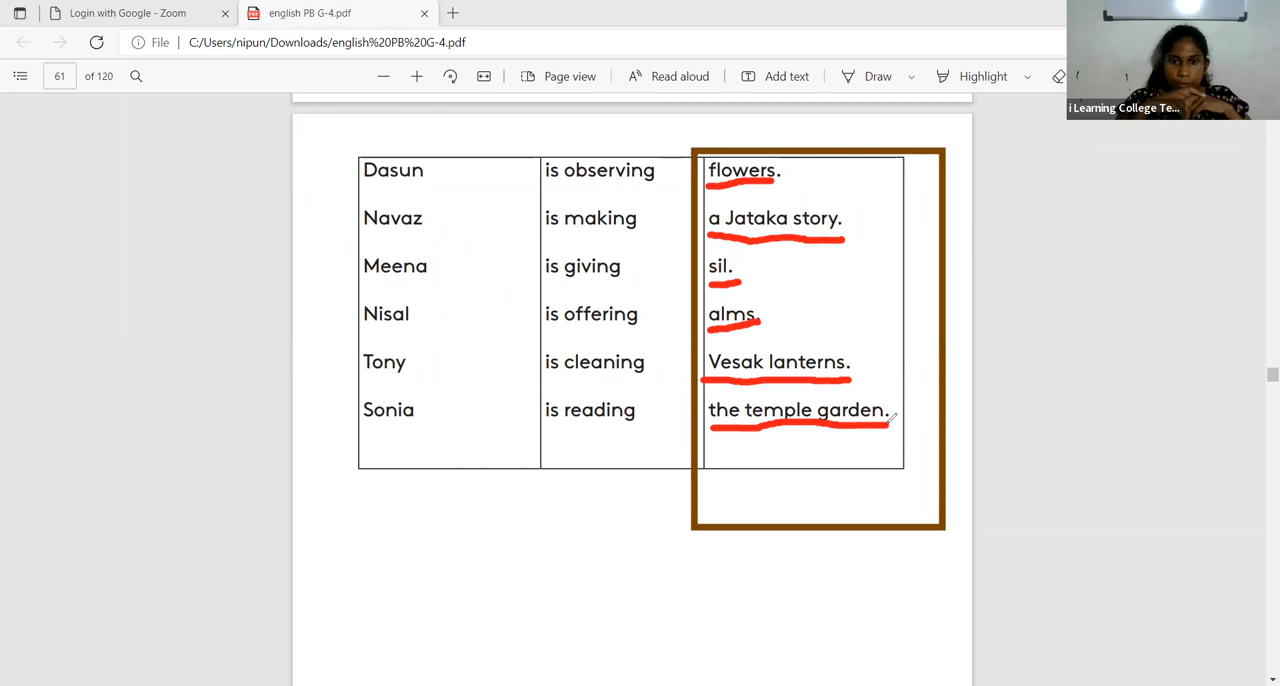 Login with Google - Zoom
english PB G-4.pdf
File
C:/Users/nipun/Downloads/english%20PB%20G-4.pdf
61 of 120
Page view
Read aloud
Add text
Draw
Highlight
i Learning College Te...
Dasun is observing flowers.
Navaz is making a Jataka story.
Meena is giving sil.
Nisal is offering alms.
Tony is cleaning Vesak lanterns.
Sonia is reading the temple garden.